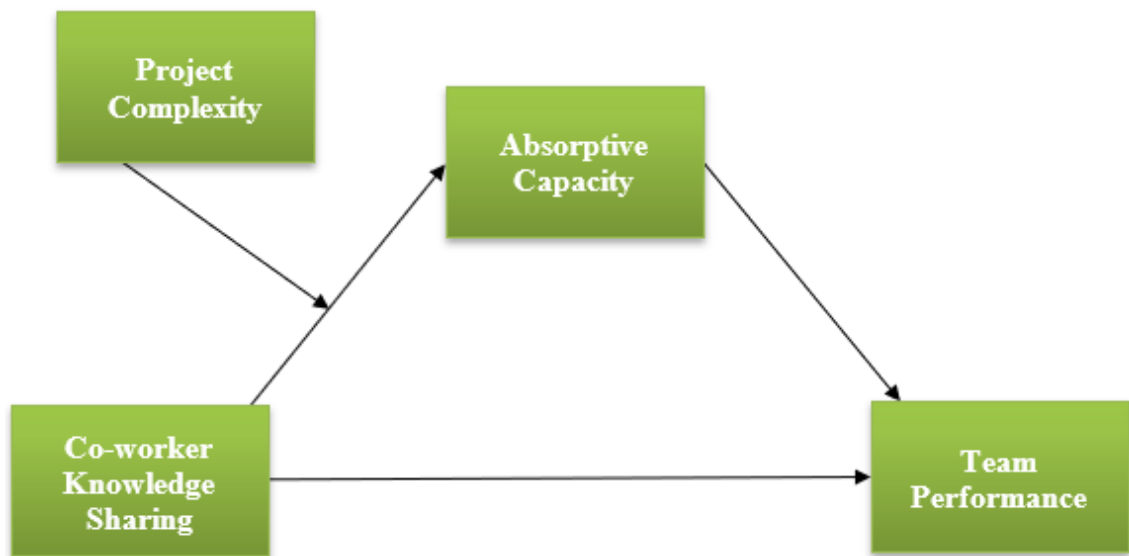 Project
Complexity
Absorptive
Capacity
Co-worker
Knowledge
Sharing
Team
Performance